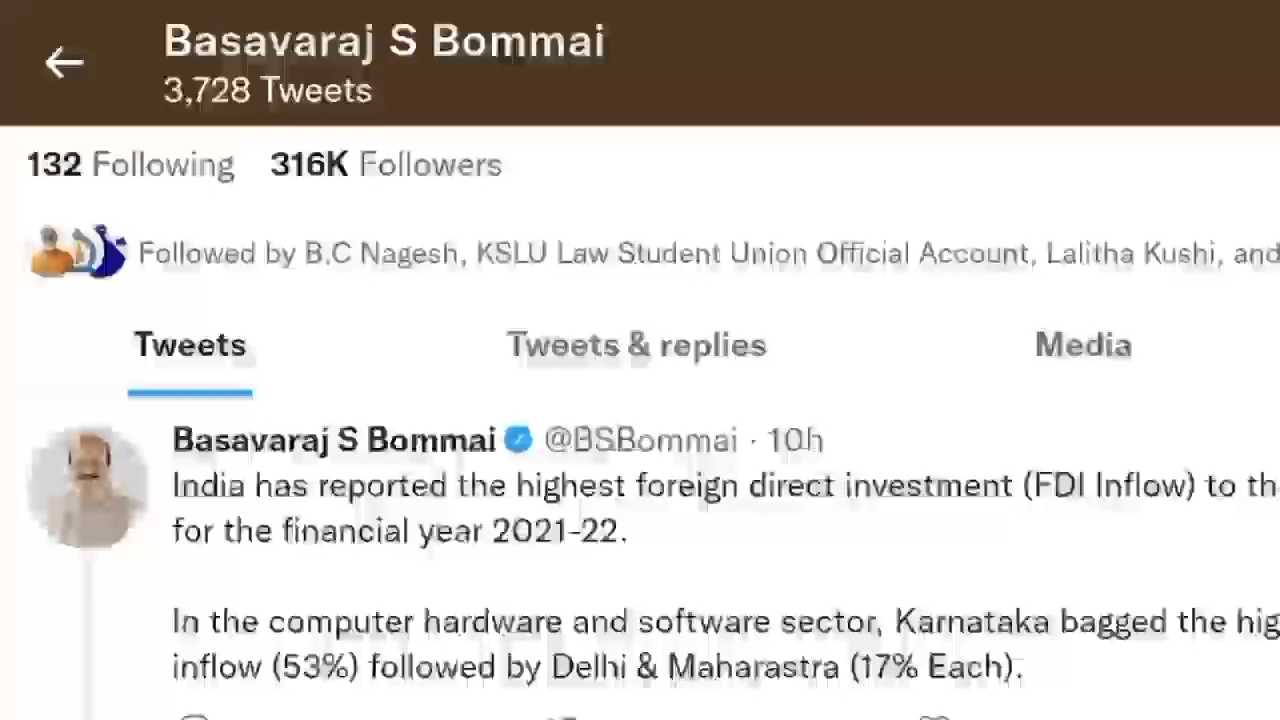 Basavaraj S Bommai
3,728 Tweets
132 Following 316K Followers
Followed by B.C Nagesh, KSLU Law Student Union Official Account, Lalitha Kushi, and
Tweets Tweets & replies Media
Basavaraj S Bommai @BSBommai · 10h
India has reported the highest foreign direct investment (FDI Inflow) to th
for the financial year 2021-22.
In the computer hardware and software sector, Karnataka bagged the hig
inflow (53%) followed by Delhi & Maharastra (17% Each).